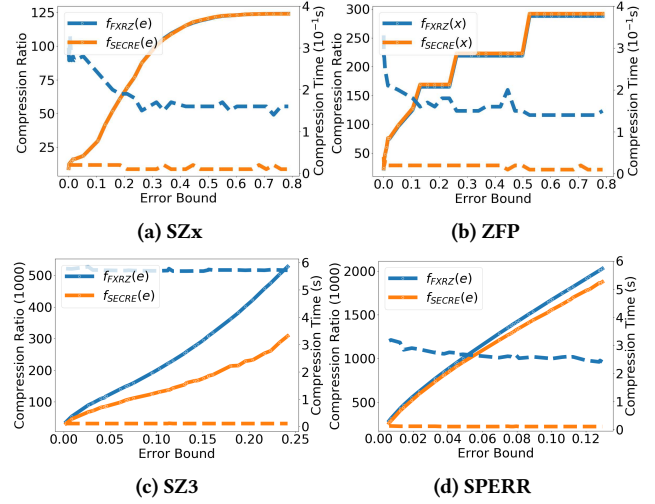 125
100
75
50
25
Compression Ratio
f_FXRZ(e)
f_SECRE(e)
4
3
2
1
0
Compression Time (10⁻¹s)
0.0 0.1 0.2 0.3 0.4 0.5 0.6 0.7 0.8
Error Bound
(a) SZx
300
250
200
150
100
50
Compression Ratio
f_FXRZ(x)
f_SECRE(x)
4
3
2
1
0
Compression Time (10⁻¹s)
0.0 0.1 0.2 0.3 0.4 0.5 0.6 0.7 0.8
Error Bound
(b) ZFP
500
400
300
200
100
Compression Ratio (1000)
f_FXRZ(e)
f_SECRE(e)
6
5
4
3
2
1
0
Compression Time (s)
0.00 0.05 0.10 0.15 0.20 0.25
Error Bound
(c) SZ3
2000
1500
1000
500
0
Compression Ratio (1000)
f_FXRZ(e)
f_SECRE(e)
6
5
4
3
2
1
0
Compression Time (s)
0.00 0.02 0.04 0.06 0.08 0.10 0.12
Error Bound
(d) SPERR